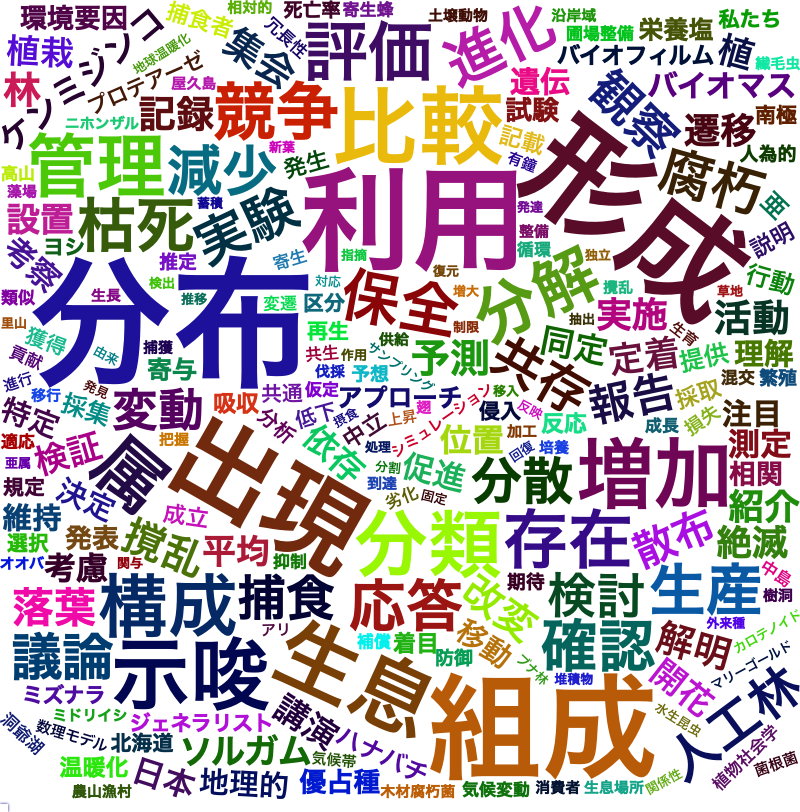 環境要因
捕食者
相対的
死亡率
寄生蜂
土壌動物
沿岸域
圃場整備
栄養塩
私たち
植栽
ケンミジンコ
地球温暖化
冗長性
集会
評価
進化
バイオフィルム
植
繊毛虫
林
プロテアーゼ
屋久島
遺伝
バイオマス
ニホンザル
記録
競争
比較
試験
観察
遷移
南極
高山
管理
新葉
減少
発生
記載
有鐘
腐朽
人為的
藻場
設置
枯死
蓄積
実験
利用
発達
形成
亜
ヨシ
整備
循環
説明
考察
推定
寄生
指摘
独立
行動
類似
生長
分布
検出
推移
対応
復元
増大
保全
分解
攪乱
草地
里山
変遷
区分
抽出
実施
活動
獲得
由来
捕獲
再生
供給
制限
同定
生育
貢献
寄与
共生
作用
サンプリング
予測
共存
定着
提供
理解
進行
発見
伐採
予想
混交
繁殖
移行
採集
変動
吸収
共通
仮定
アプローチ
シミュレーション
移入
侵入
反映
報告
採取
特定
属
低下
摂食
翅
上昇
成長
損失
注目
適応
把握
出現
分析
中立
位置
加工
反応
亜属
検証
依存
処理
回復
培養
増加
測定
規定
決定
分割
到達
促進
分散
相関
維持
成立
劣化
固定
紹介
選択
発表
攪乱
平均
分類
存在
散布
絶滅
オオバ
考慮
関与
抑制
期待
中島
落葉
構成
捕食
応答
改変
検討
生産
樹洞
アリ
外来種
議論
示唆
生息
補償
着目
防御
移動
確認
解明
カロテノイド
ブナ林
堆積物
開花
マリーゴールド
ミズナラ
講演
組成
人工林
洞爺湖
ミドリイシ
ジェネラリスト
ハナバチ
水生昆虫
数理モデル
北海道
ソルガム
気候帯
植物社会学
温暖化
日本
地理的
優占種
木材腐朽菌
気候変動
消費者
生息場所
関係性
菌根菌
農山漁村